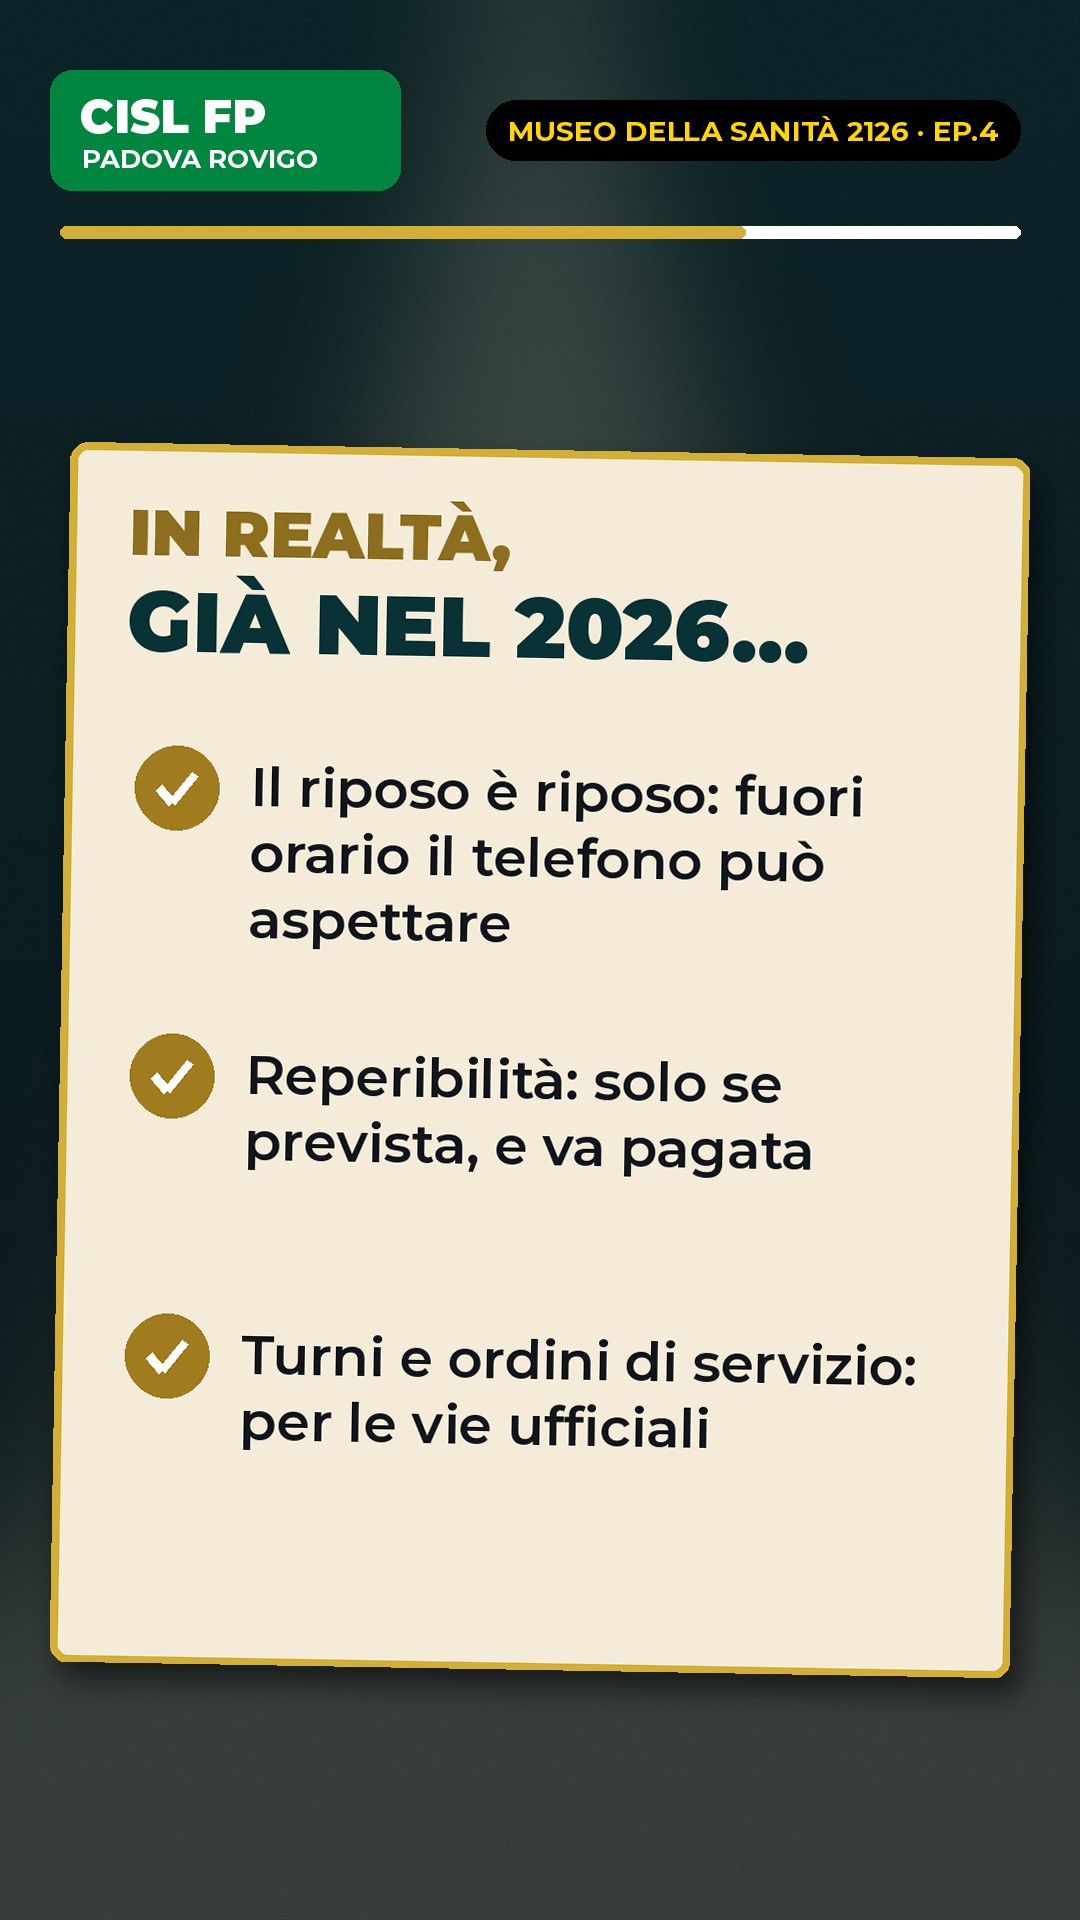 CISL FP
PADOVA ROVIGO
MUSEO DELLA SANITÀ 2126 · EP.4
IN REALTÀ,
GIÀ NEL 2026...
Il riposo è riposo: fuori
orario il telefono può
aspettare
Reperibilità: solo se
prevista, e va pagata
Turni e ordini di servizio:
per le vie ufficiali